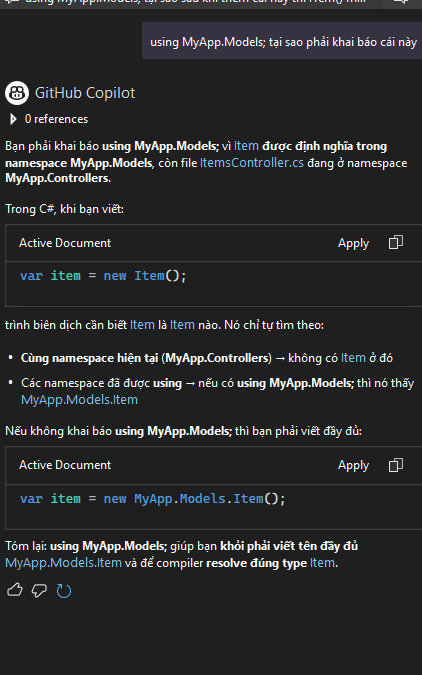 using MyApp.Models; tại sao phải khai báo cái này
GitHub Copilot
0 references
Bạn phải khai báo using MyApp.Models; vì Item được định nghĩa trong
namespace MyApp.Models, còn file ItemsController.cs đang ở namespace
MyApp.Controllers.
Trong C#, khi bạn viết:
Active Document Apply
var item = new Item();
trình biên dịch cần biết Item là Item nào. Nó chỉ tự tìm theo:
• Cùng namespace hiện tại (MyApp.Controllers) → không có Item ở đó
• Các namespace đã được using → nếu có using MyApp.Models; thì nó thấy
MyApp.Models.Item
Nếu không khai báo using MyApp.Models; thì bạn phải viết đầy đủ:
Active Document Apply
var item = new MyApp.Models.Item();
Tóm lại: using MyApp.Models; giúp bạn khỏi phải viết tên đầy đủ
MyApp.Models.Item và để compiler resolve đúng type Item.